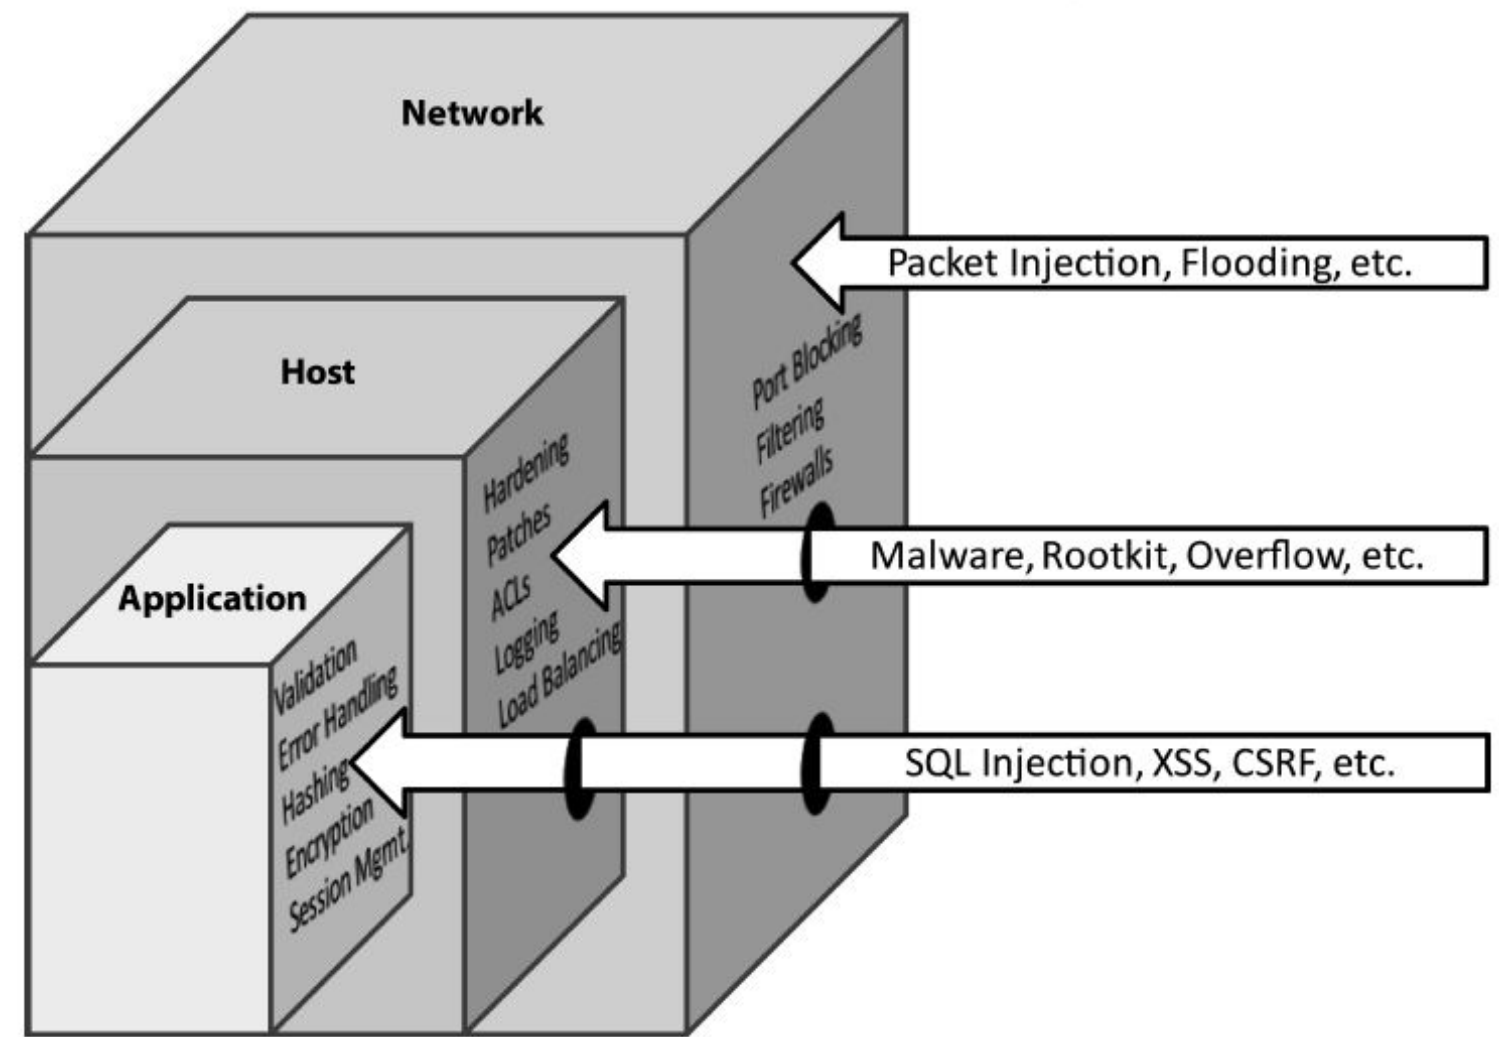 Network
Packet Injection, Flooding, etc.
Port Blocking
Filtering
Firewalls
Host
Hardening
Patches
ACLs
Logging
Load Balancing
Malware, Rootkit, Overflow, etc.
Application
Validation
Error Handling
Hashing
Encryption
Session Mgmt.
SQL Injection, XSS, CSRF, etc.